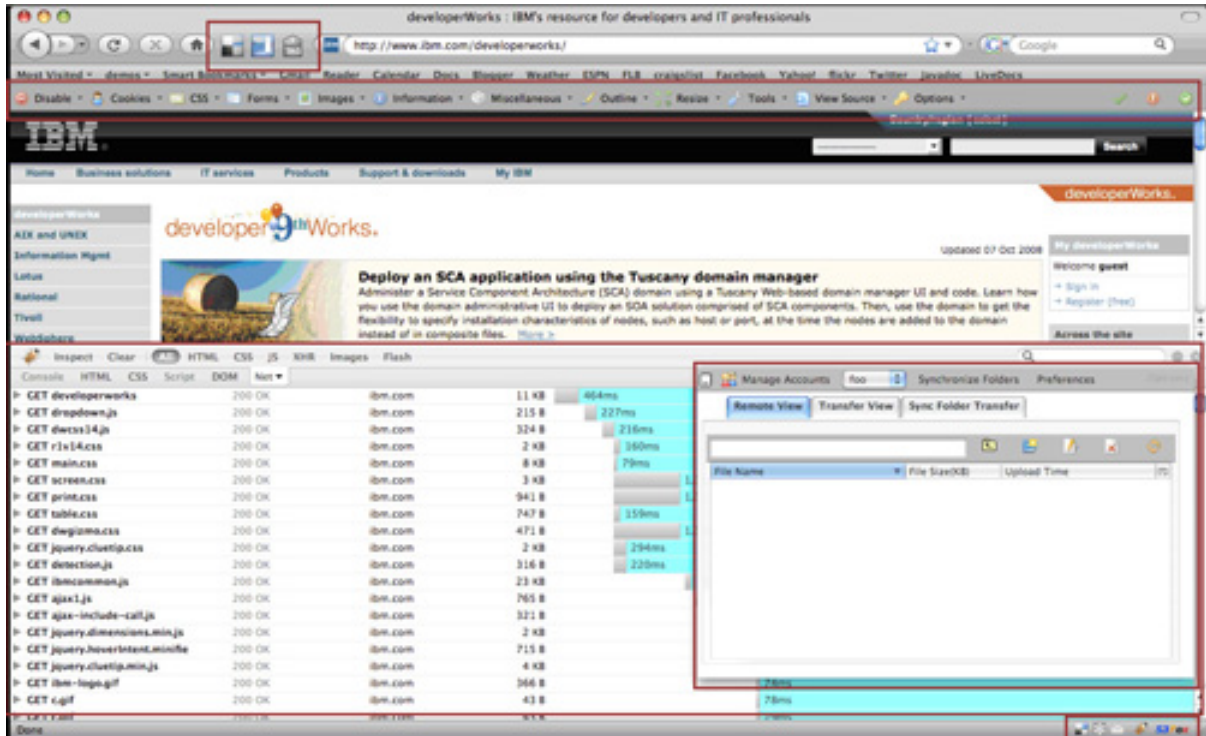 developerWorks : IBM's resource for developers and IT professionals
http://www.ibm.com/developerworks/
Google
Most Visited demos Smart Bookmarks Gmail Reader Calendar Docs Blogger Weather ESPN FLB craigslist Facebook Yahoo! flickr Twitter Javadoc LiveDocs
Disable Cookies CSS Forms Images Information Miscellaneous Outline Resize Tools View Source Options
IBM.
Search
Home Business solutions IT services Products Support & downloads My IBM
developerWorks.
developerWorks
AIX and UNIX
Information Mgmt
Lotus
Rational
Tivoli
WebSphere
developer 9th Works.
Updated 07 Oct 2008
Deploy an SCA application using the Tuscany domain manager
Administer a Service Component Architecture (SCA) domain using a Tuscany Web-based domain manager UI and code. Learn how
you use the domain administrative UI to deploy an SOA solution comprised of SCA components. Then, use the domain to get the
flexibility to specify installation characteristics of nodes, such as host or port, at the time the nodes are added to the domain
instead of in composite files. More >
My developerWorks
Welcome guest
Sign in
Register (free)
Across the site
Inspect Clear All HTML CSS JS XHR Images Flash
Console HTML CSS Script DOM Net
GET developerworks 200 OK ibm.com 11 KB 464ms
GET dropdown.js 200 OK ibm.com 215 B 227ms
GET dwcss14.js 200 OK ibm.com 324 B 216ms
GET r1v14.css 200 OK ibm.com 2 KB 160ms
GET main.css 200 OK ibm.com 8 KB 79ms
GET screen.css 200 OK ibm.com 3 KB
GET print.css 200 OK ibm.com 941 B
GET table.css 200 OK ibm.com 747 B 159ms
GET dwgizmo.css 200 OK ibm.com 471 B
GET jquery.cluetip.css 200 OK ibm.com 2 KB 294ms
GET detection.js 200 OK ibm.com 316 B 220ms
GET ibmcommon.js 200 OK ibm.com 23 KB
GET ajax1.js 200 OK ibm.com 765 B
GET ajax-include-call.js 200 OK ibm.com 321 B
GET jquery.dimensions.min.js 200 OK ibm.com 2 KB
GET jquery.hoverIntent.minifie 200 OK ibm.com 715 B
GET jquery.cluetip.min.js 200 OK ibm.com 4 KB
GET ibm-logo.gif 200 OK ibm.com 366 B 78ms
GET c.gif 200 OK ibm.com 43 B 78ms
Manage Accounts foo Synchronize Folders Preferences
Remote View Transfer View Sync Folder Transfer
File Name File Size(KB) Upload Time
Done